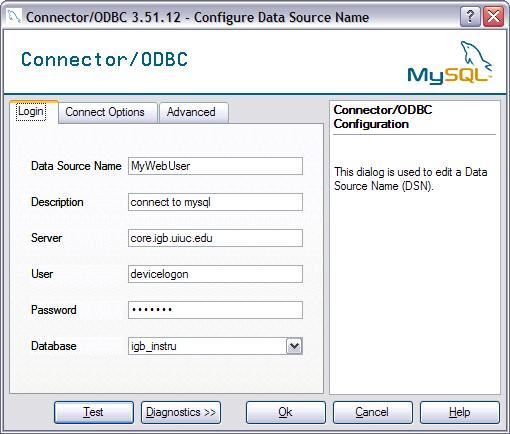 Connector/ODBC 3.51.12 - Configure Data Source Name
Connector/ODBC
MySQL
Login
Connect Options
Advanced
Data Source Name MyWebUser
Description connect to mysql
Server core.igb.uiuc.edu
User devicelogon
Password •••••••
Database igb_instru
Connector/ODBC
Configuration
This dialog is used to edit a Data
Source Name (DSN).
Test
Diagnostics >>
Ok
Cancel
Help